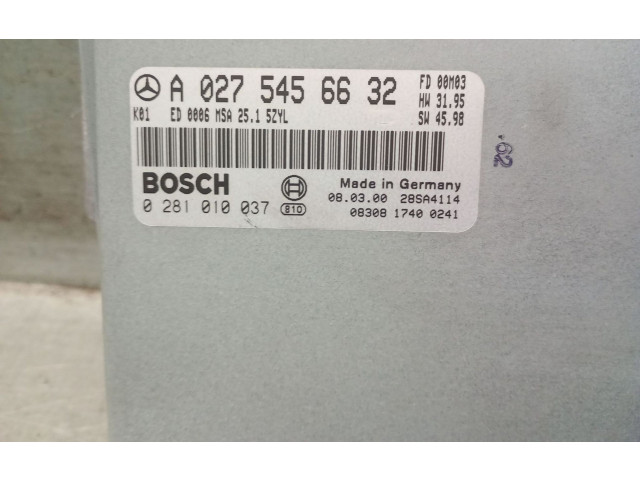 A 027 545 66 32
FD 00M03
HW 31.95
SW 45.98
K01 ED 0006 MSA 25.1 5ZYL
BOSCH
0 281 010 037
810
Made in Germany
08.03.00 28SA4114
08308 1740 0241
62